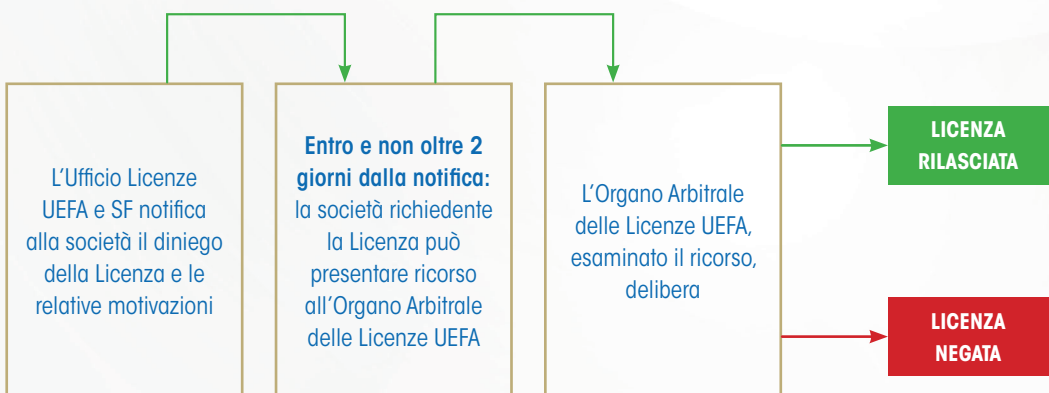 L’Ufficio Licenze
UEFA e SF notifica
alla società il diniego
della Licenza e le
relative motivazioni
Entro e non oltre 2
giorni dalla notifica:
la società richiedente
la Licenza può
presentare ricorso
all’Organo Arbitrale
delle Licenze UEFA
L’Organo Arbitrale
delle Licenze UEFA,
esaminato il ricorso,
delibera
LICENZA
RILASCIATA
LICENZA
NEGATA